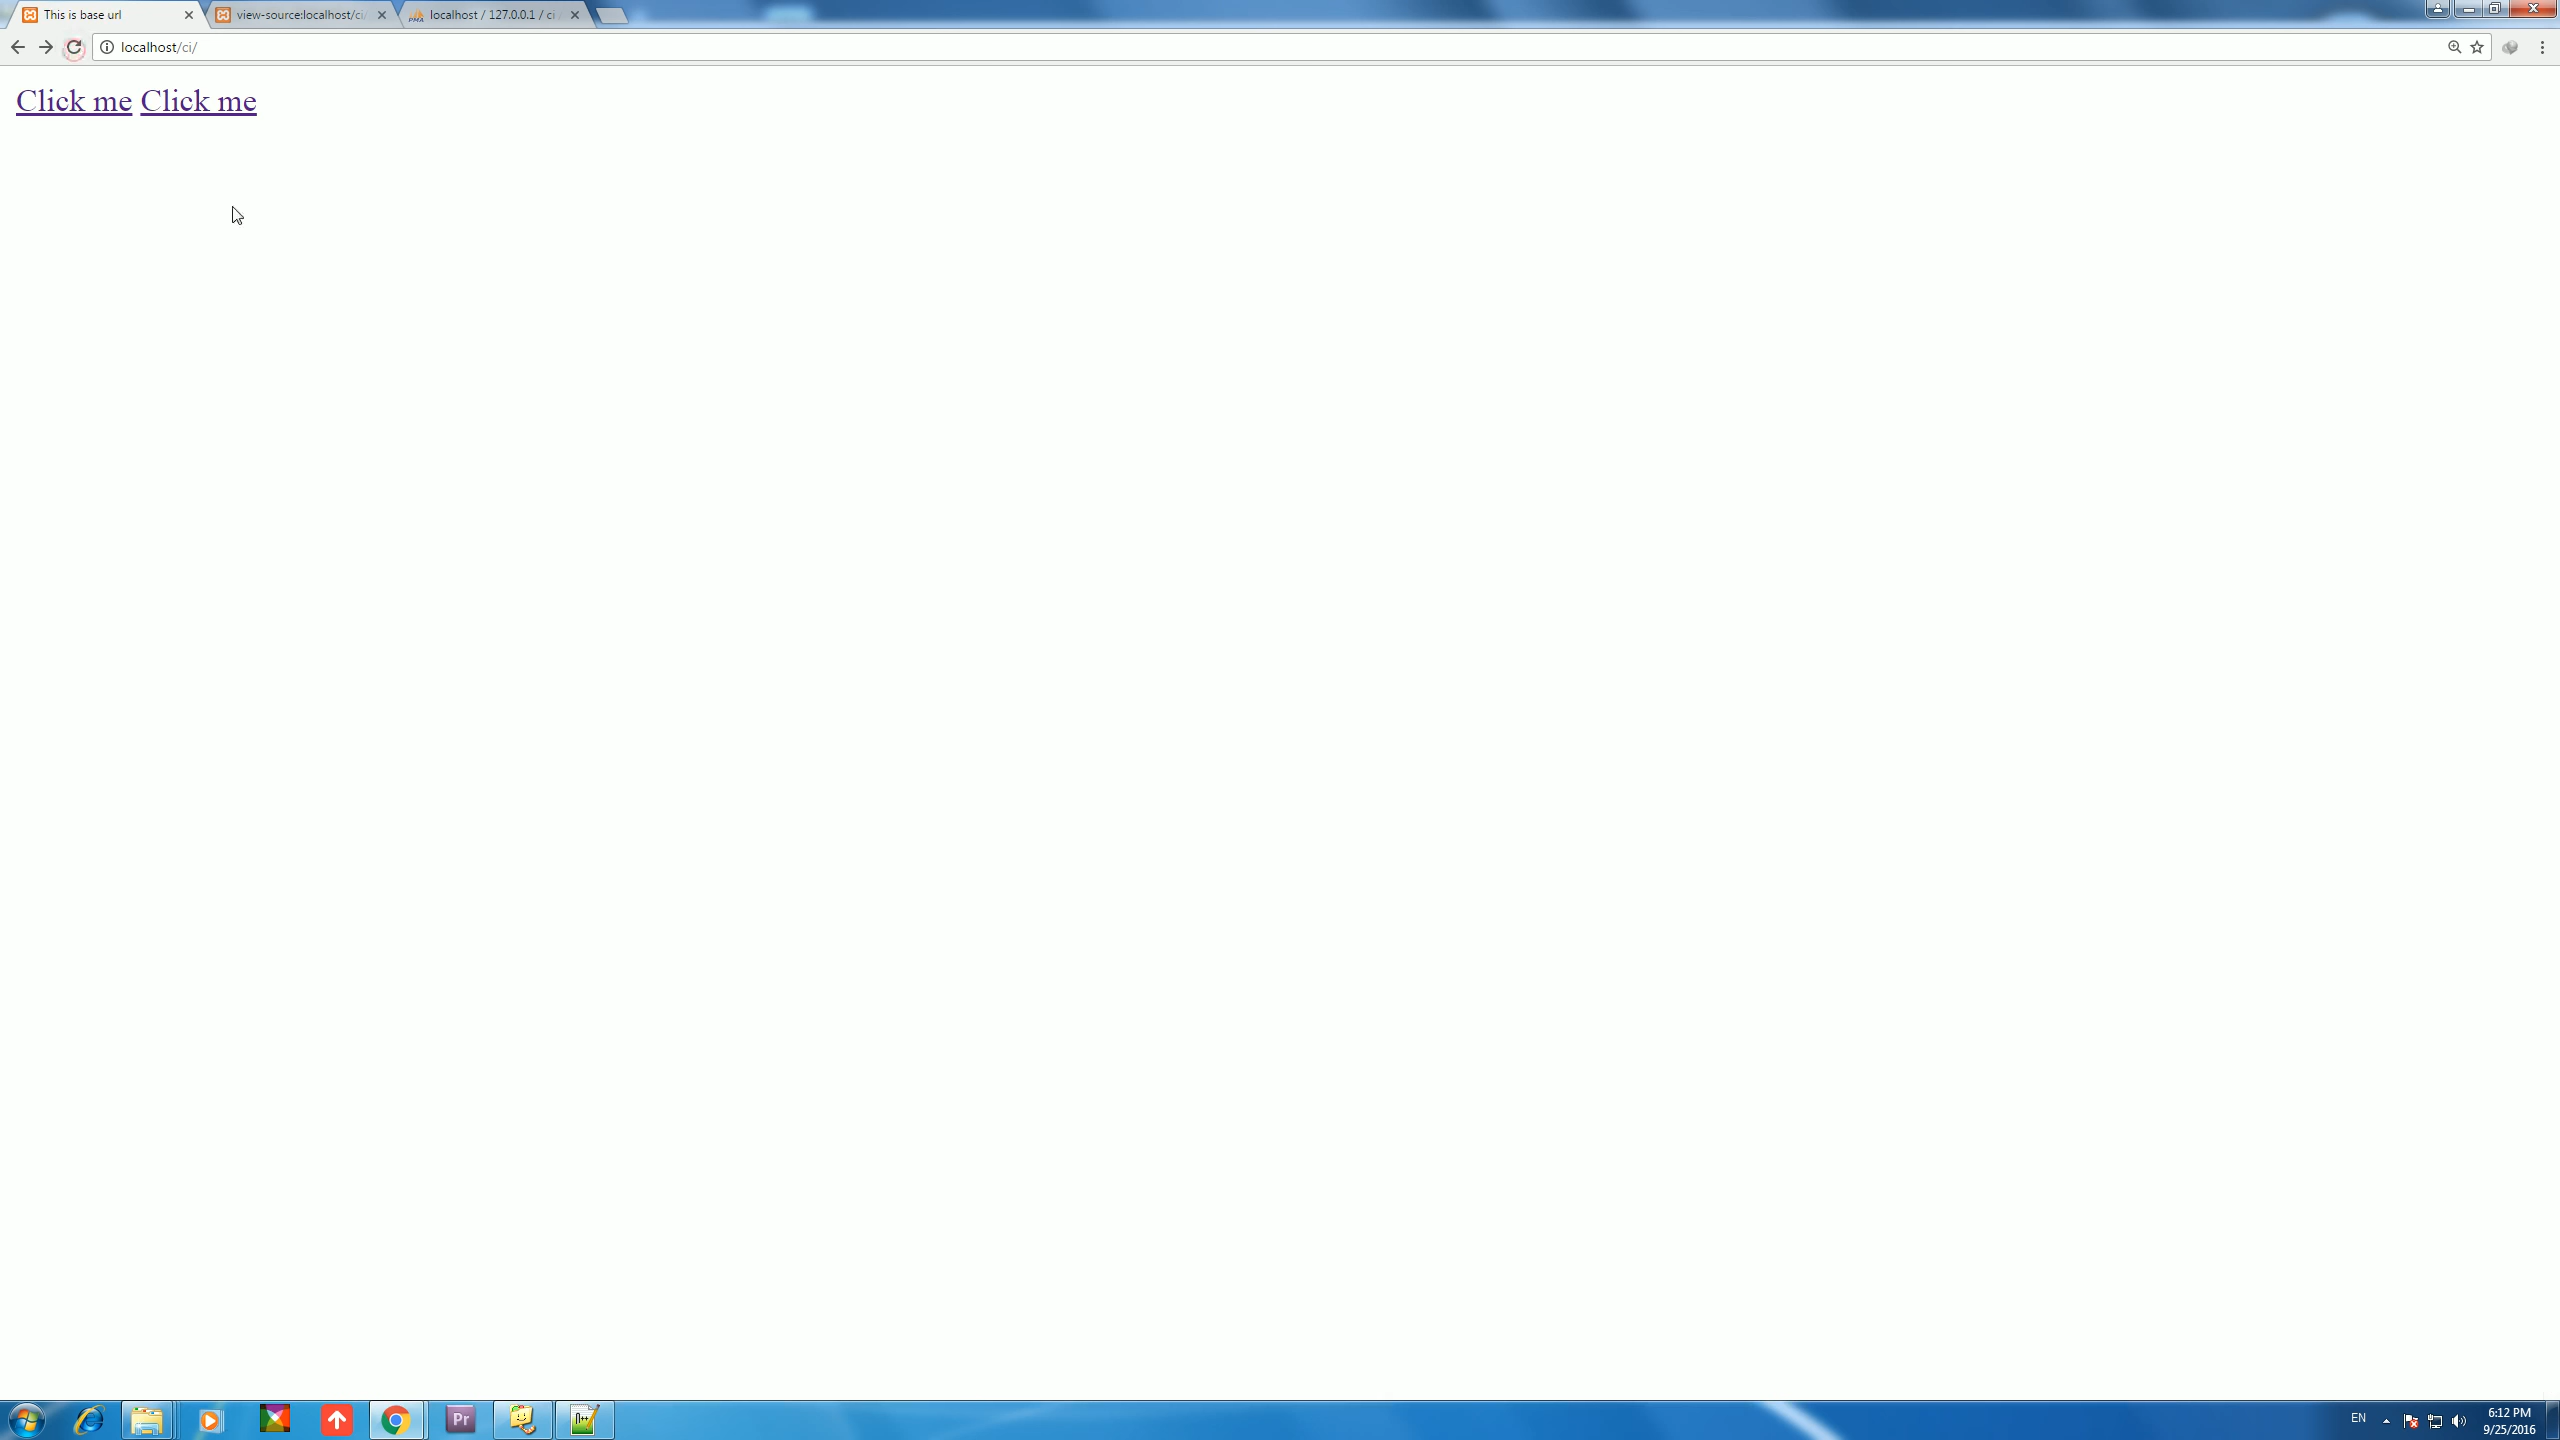 This is base url
view-source:localhost/ci/
localhost / 127.0.0.1 / ci
localhost/ci/
Click me Click me
Pr
n++
EN
6:12 PM
9/25/2016